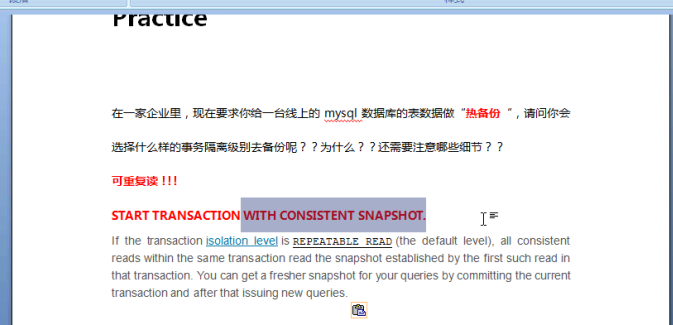 Practice
在一家企业里，现在要求你给一台线上的 mysql 数据库的表数据做“热备份“，请问你会
选择什么样的事务隔离级别去备份呢？？为什么？？还需要注意哪些细节？？
可重复读！！！
START TRANSACTION WITH CONSISTENT SNAPSHOT.
If the transaction isolation level is REPEATABLE READ (the default level), all consistent
reads within the same transaction read the snapshot established by the first such read in
that transaction. You can get a fresher snapshot for your queries by committing the current
transaction and after that issuing new queries.